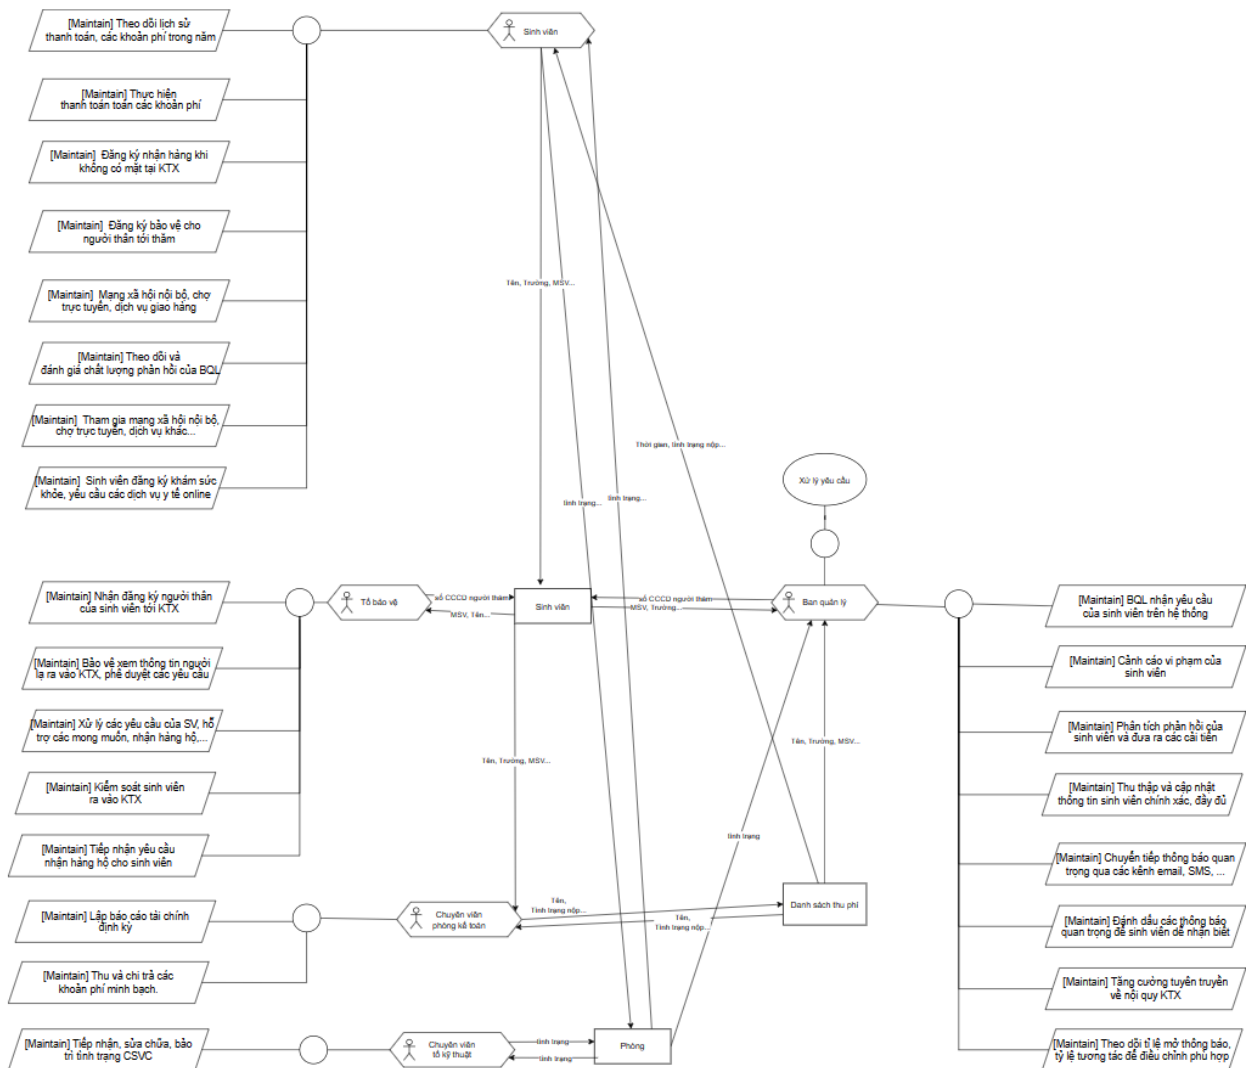 [Maintain] Theo dõi lịch sử
thanh toán, các khoản phí trong năm
Sinh viên
[Maintain] Thực hiện
thanh toán toán các khoản phí
[Maintain] Đăng ký nhận hàng khi
không có mặt tại KTX
[Maintain] Đăng ký bảo vệ cho
người thân tới thăm
[Maintain] Mạng xã hội nội bộ, chợ
trực tuyến, dịch vụ giao hàng
[Maintain] Theo dõi và
đánh giá chất lượng phản hồi của BQL
[Maintain] Tham gia mạng xã hội nội bộ,
chợ trực tuyến, dịch vụ khác...
[Maintain] Sinh viên đăng ký khám sức
khỏe, yêu cầu các dịch vụ y tế online
Tên, Trường, MSV...
Thời gian, tình trạng nộp...
tình trạng...
tình trạng...
Xử lý yêu cầu
[Maintain] Nhận đăng ký người thân
của sinh viên tới KTX
Tổ bảo vệ
số CCCD người thăm
MSV, Tên...
Sinh viên
số CCCD người thăm
MSV, Trường...
Ban quản lý
[Maintain] BQL nhận yêu cầu
của sinh viên trên hệ thống
[Maintain] Bảo vệ xem thông tin người
lạ ra vào KTX, phê duyệt các yêu cầu
[Maintain] Cảnh cáo vi phạm của
sinh viên
[Maintain] Xử lý các yêu cầu của SV, hỗ
trợ các mong muốn, nhận hàng hộ,...
[Maintain] Phân tích phản hồi của
sinh viên và đưa ra các cải tiến
Tên, Trường, MSV...
Tên, Trường, MSV...
[Maintain] Kiểm soát sinh viên
ra vào KTX
[Maintain] Thu thập và cập nhật
thông tin sinh viên chính xác, đầy đủ
tình trạng
[Maintain] Tiếp nhận yêu cầu
nhận hàng hộ cho sinh viên
[Maintain] Chuyển tiếp thông báo quan
trọng qua các kênh email, SMS, ...
[Maintain] Lập báo cáo tài chính
định kỳ
Chuyên viên
phòng kế toán
Tên,
Tình trạng nộp...
Tên,
Tình trạng nộp...
Danh sách thu phí
[Maintain] Đánh dấu các thông báo
quan trọng để sinh viên dễ nhận biết
[Maintain] Thu và chi trả các
khoản phí minh bạch.
[Maintain] Tăng cường tuyên truyền
về nội quy KTX
[Maintain] Tiếp nhận, sửa chữa, bảo
trì tình trạng CSVC
Chuyên viên
tổ kỹ thuật
tình trạng
tình trạng
Phòng
[Maintain] Theo dõi tỉ lệ mở thông báo,
tỷ lệ tương tác để điều chỉnh phù hợp